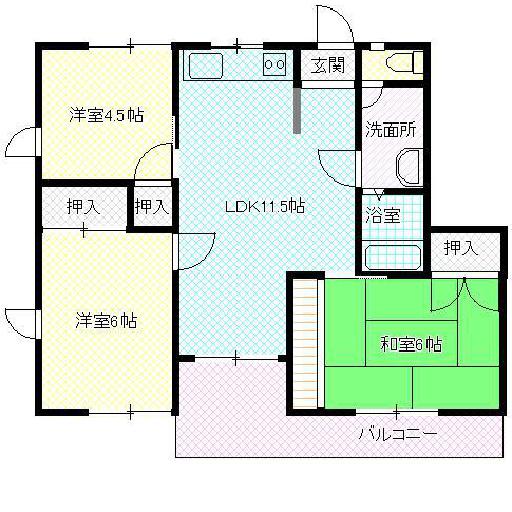 玄関
洋室4.5帖
洗面所
押入
押入
LDK11.5帖
浴室
押入
洋室6帖
和室6帖
バルコニー